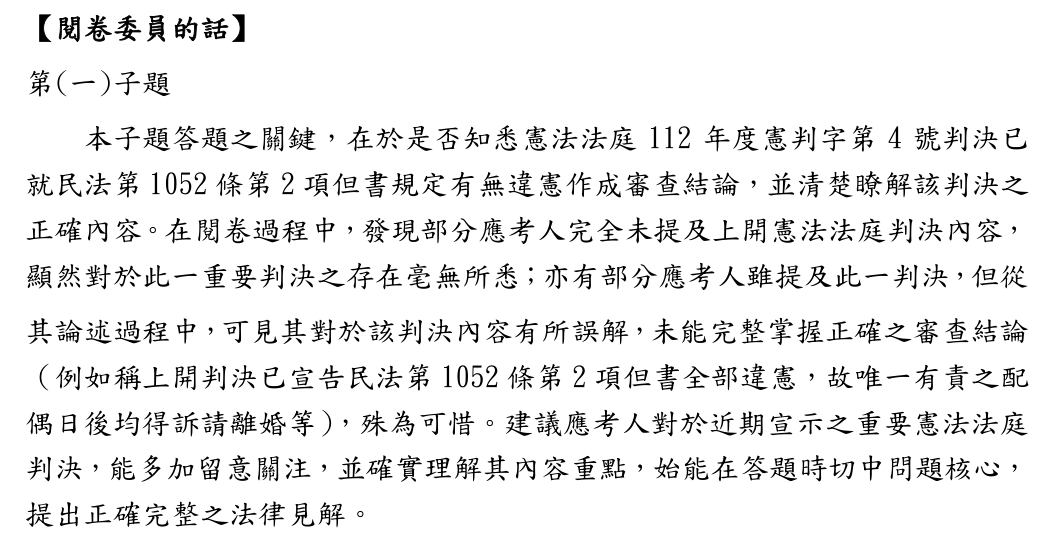 【閱卷委員的話】
第(一)子題
本子題答題之關鍵，在於是否知悉憲法法庭 112 年度憲判字第 4 號判決已
就民法第 1052 條第 2 項但書規定有無違憲作成審查結論，並清楚瞭解該判決之
正確內容。在閱卷過程中，發現部分應考人完全未提及上開憲法法庭判決內容，
顯然對於此一重要判決之存在毫無所悉；亦有部分應考人雖提及此一判決，但從
其論述過程中，可見其對於該判決內容有所誤解，未能完整掌握正確之審查結論
（例如稱上開判決已宣告民法第 1052 條第 2 項但書全部違憲，故唯一有責之配
偶日後均得訴請離婚等），殊為可惜。建議應考人對於近期宣示之重要憲法法庭
判決，能多加留意關注，並確實理解其內容重點，始能在答題時切中問題核心，
提出正確完整之法律見解。